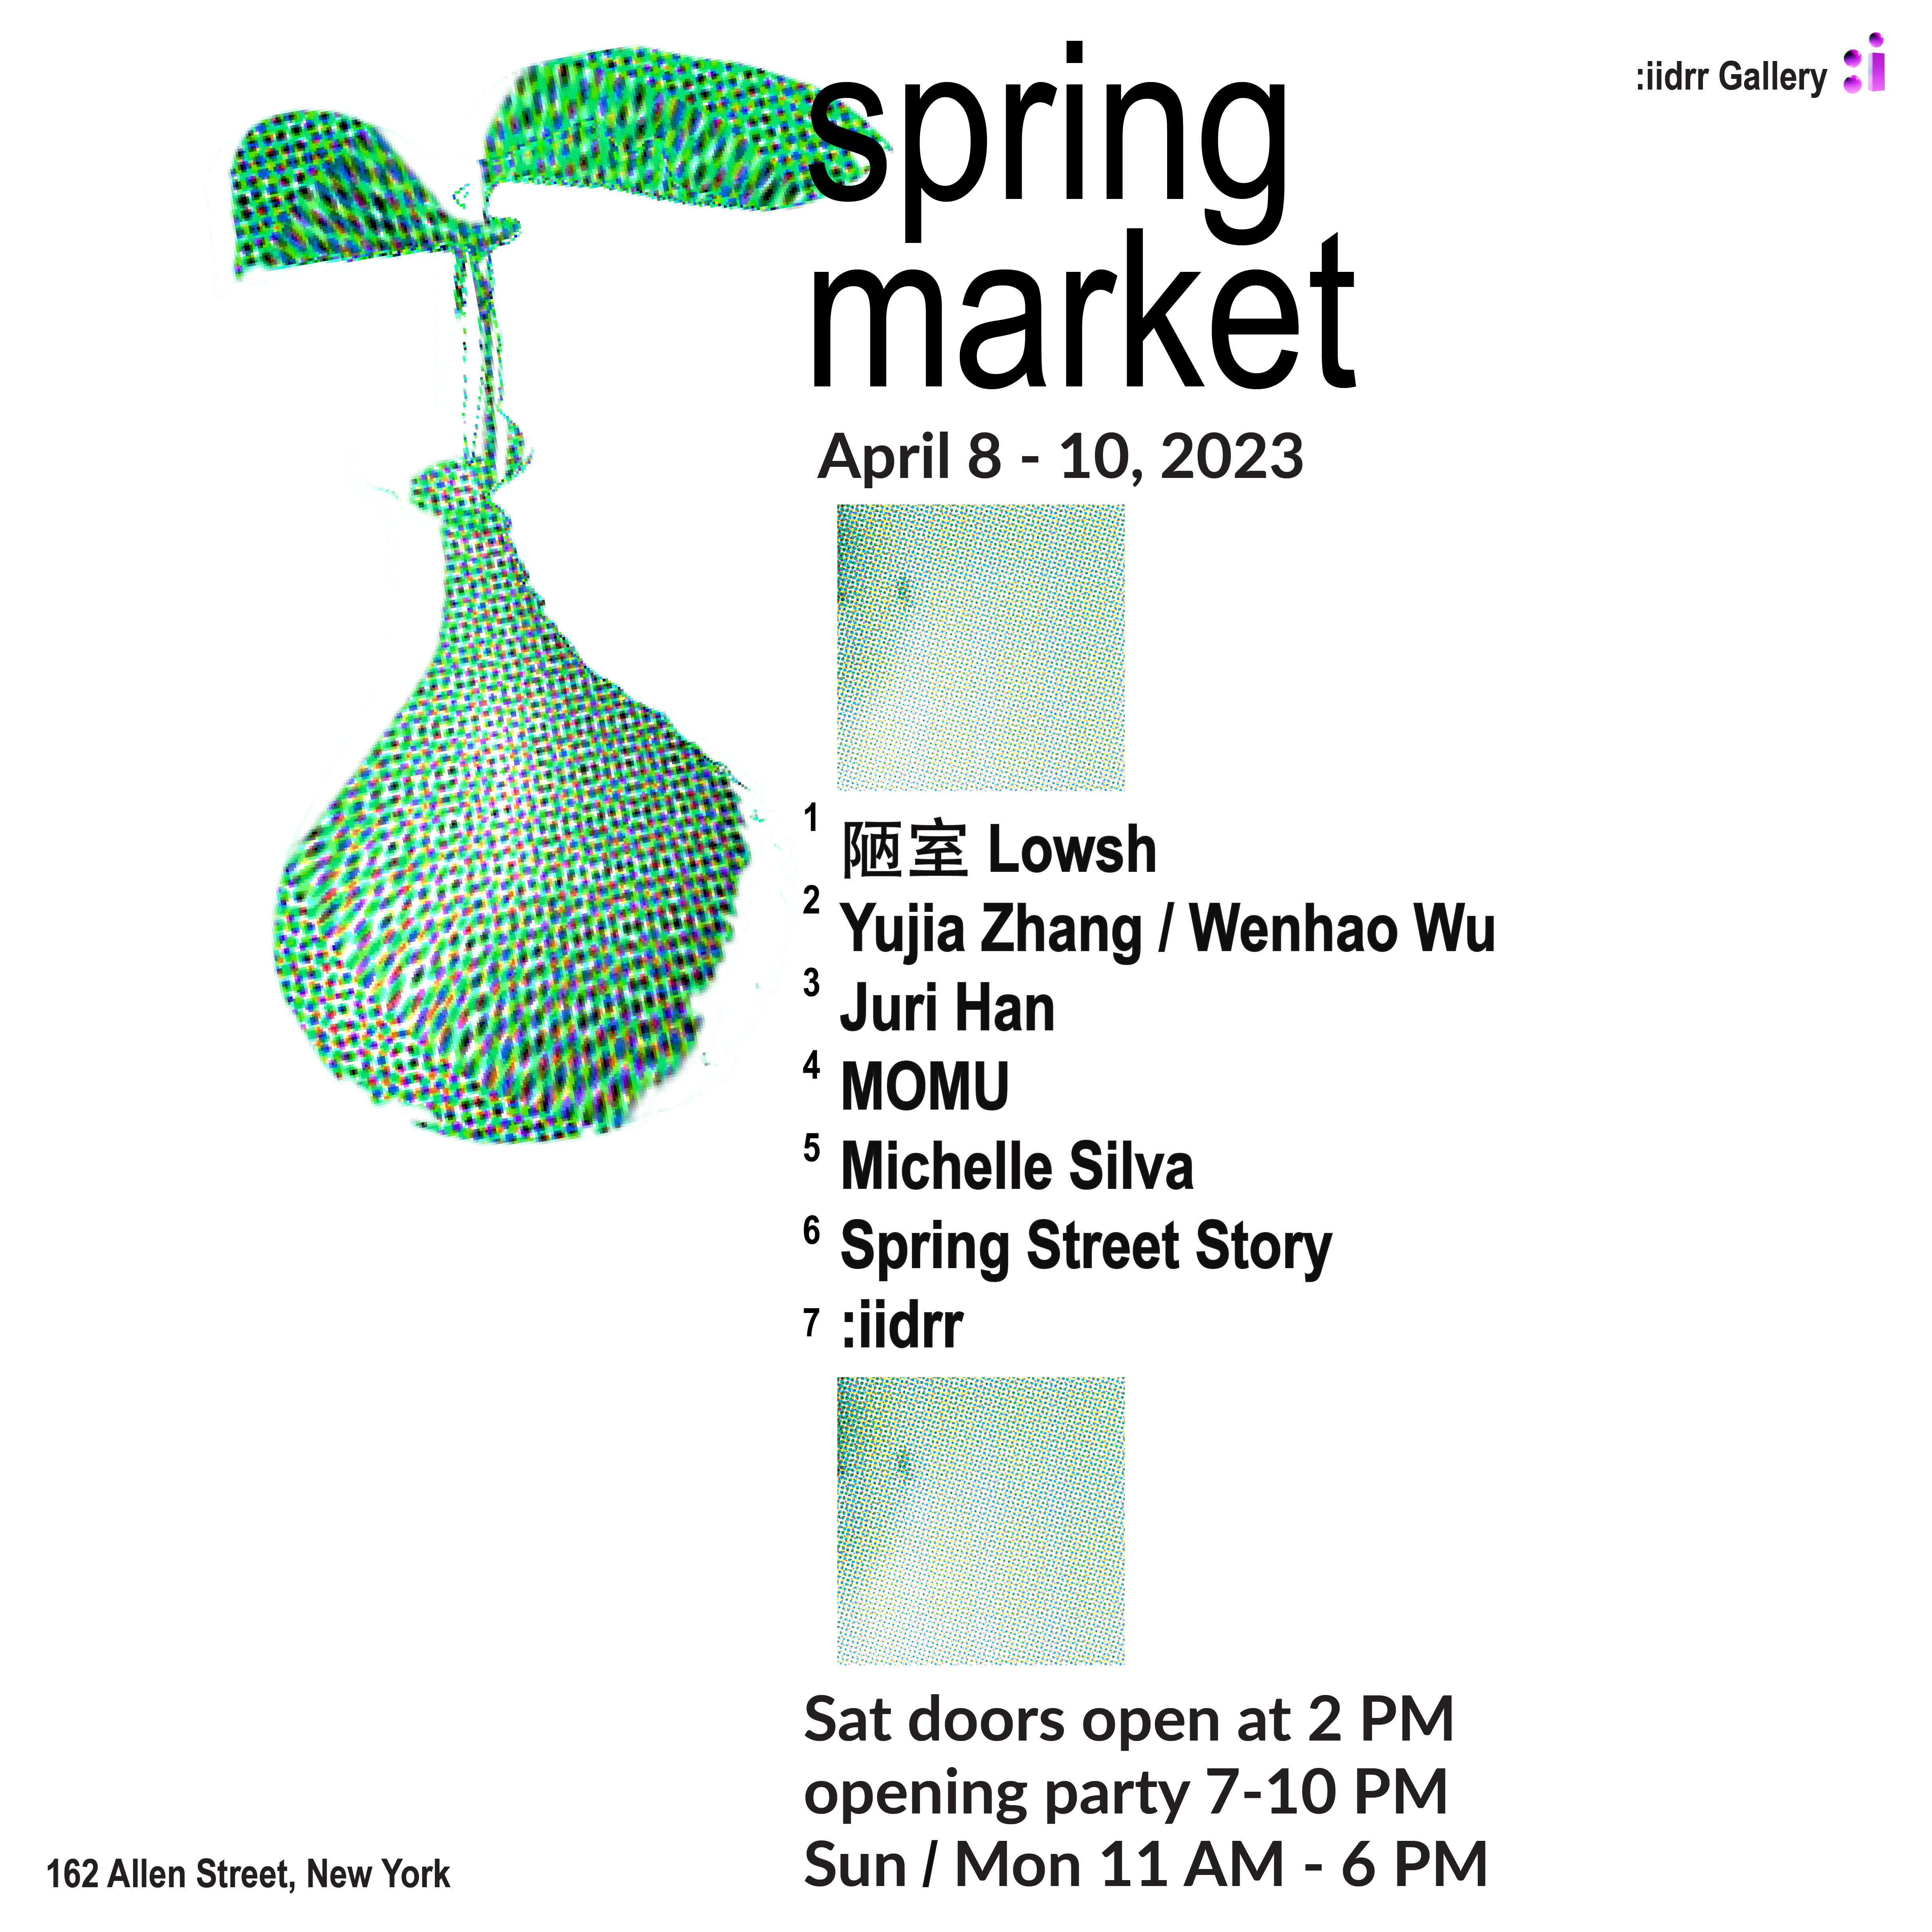 spring
market
:iidrr Gallery
April 8 - 10, 2023
1 陋室 Lowsh
2 Yujia Zhang / Wenhao Wu
3 Juri Han
4 MOMU
5 Michelle Silva
6 Spring Street Story
7 :iidrr
Sat doors open at 2 PM
opening party 7-10 PM
Sun / Mon 11 AM - 6 PM
162 Allen Street, New York